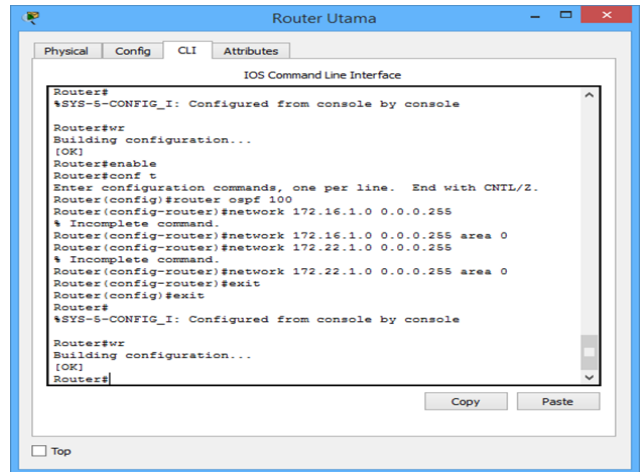 Router Utama
Physical Config CLI Attributes
IOS Command Line Interface
Router#
%SYS-5-CONFIG_I: Configured from console by console
Router#wr
Building configuration...
[OK]
Router#enable
Router#conf t
Enter configuration commands, one per line.  End with CNTL/Z.
Router(config)#router ospf 100
Router(config-router)#network 172.16.1.0 0.0.0.255
% Incomplete command.
Router(config-router)#network 172.16.1.0 0.0.0.255 area 0
Router(config-router)#network 172.22.1.0 0.0.0.255
% Incomplete command.
Router(config-router)#network 172.22.1.0 0.0.0.255 area 0
Router(config-router)#exit
Router(config)#exit
Router#
%SYS-5-CONFIG_I: Configured from console by console
Router#wr
Building configuration...
[OK]
Router#
Copy Paste
Top